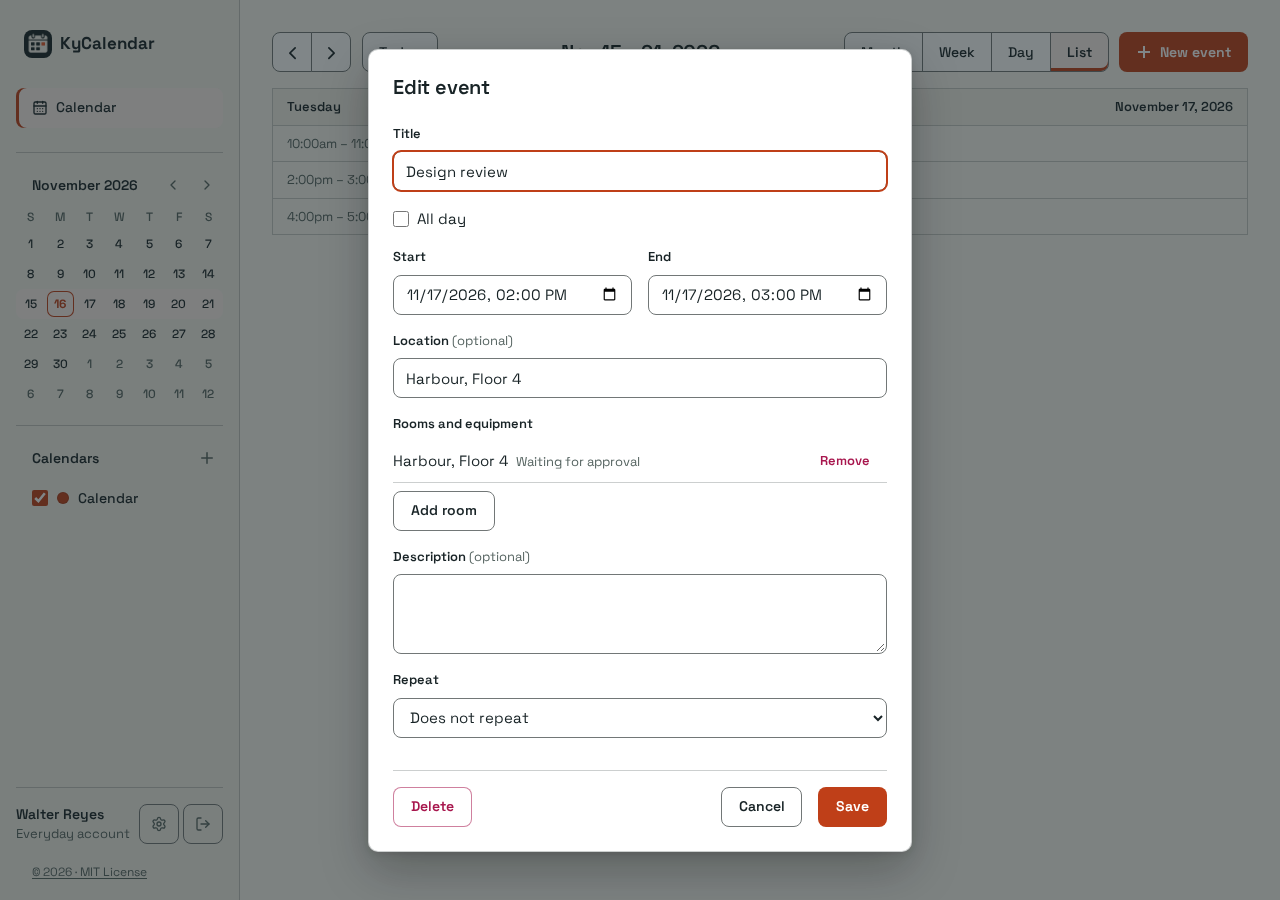 KyCalendar
Calendar
November 2026
S M T W T F S
1 2 3 4 5 6 7
8 9 10 11 12 13 14
15 16 17 18 19 20 21
22 23 24 25 26 27 28
29 30 1 2 3 4 5
6 7 8 9 10 11 12
Calendars
Calendar
Walter Reyes
Everyday account
© 2026 · MIT License
Week Day List New event
Tuesday November 17, 2026
10:00am –
2:00pm –
4:00pm –
Edit event
Title
Design review
All day
Start End
11/17/2026, 02:00 PM 11/17/2026, 03:00 PM
Location (optional)
Harbour, Floor 4
Rooms and equipment
Harbour, Floor 4 Waiting for approval Remove
Add room
Description (optional)
Repeat
Does not repeat
Delete Cancel Save